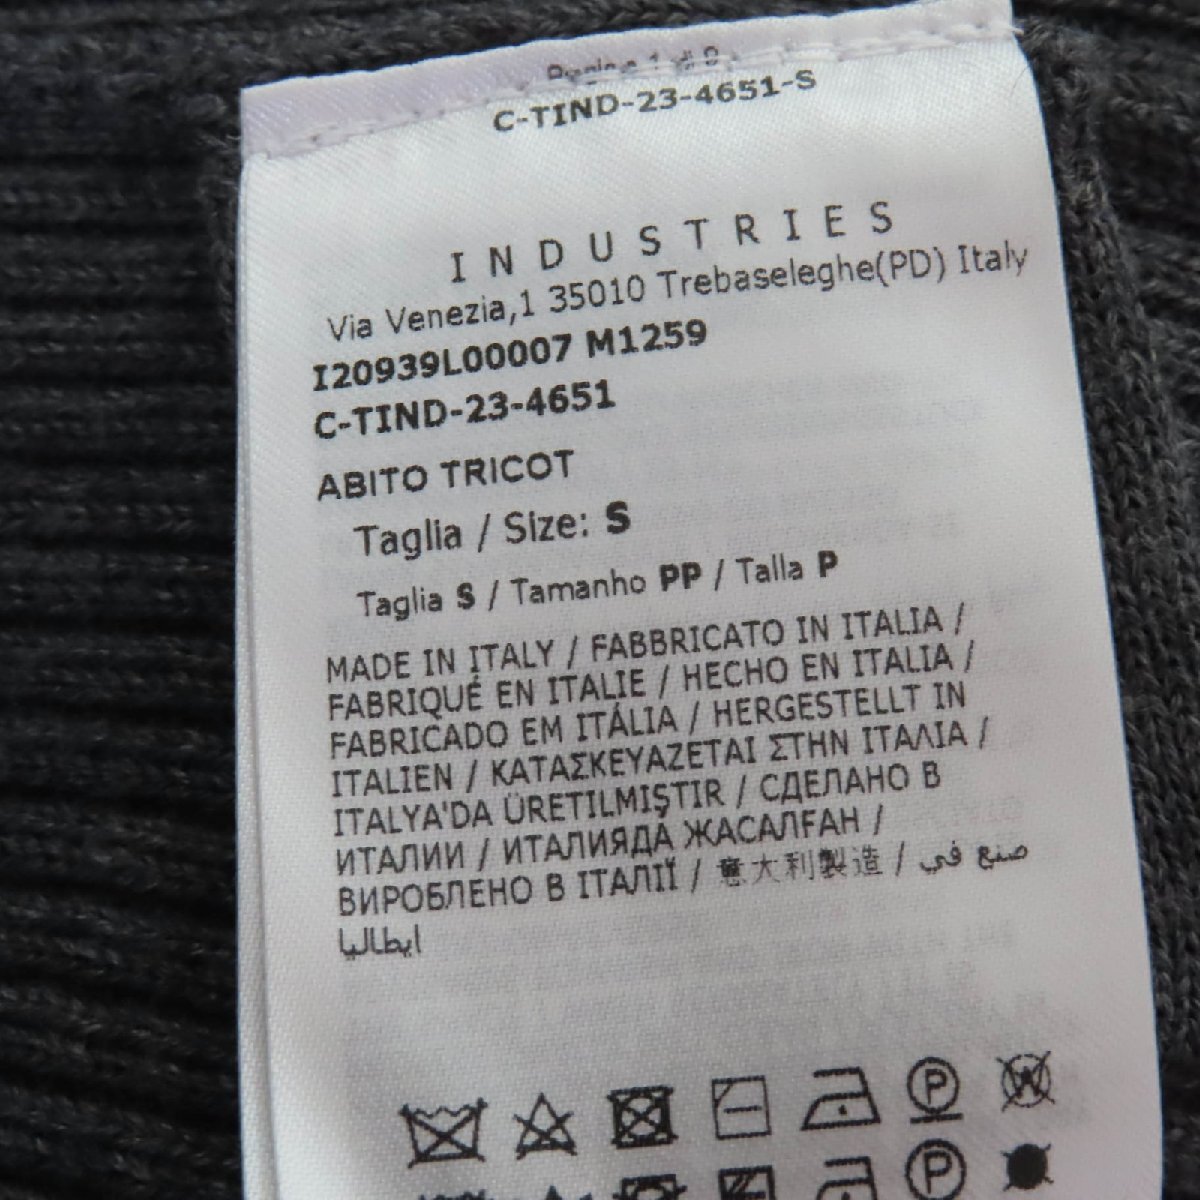 C-TIND-23-4651-S
INDUSTRIES
Via Venezia,1 35010 Trebaseleghe(PD) Italy
I20939L00007 M1259
C-TIND-23-4651
ABITO TRICOT
Taglia / Size: S
Taglia S / Tamanho PP / Talla P
MADE IN ITALY / FABBRICATO IN ITALIA /
FABRIQUÉ EN ITALIE / HECHO EN ITALIA /
FABRICADO EM ITÁLIA / HERGESTELLT IN
ITALIEN / ΚΑΤΑΣΚΕΥΑΖΕΤΑΙ ΣΤΗΝ ΙΤΑΛΙΑ /
ITALYA'DA ÜRETILMIŞTIR / СДЕЛАНО В
ИТАЛИИ / ИТАЛИЯДА ЖАСАЛҒАН /
ВИРОБЛЕНО В ІТАЛІЇ / 意大利製造 / صنع في
ايطاليا
P
W
P